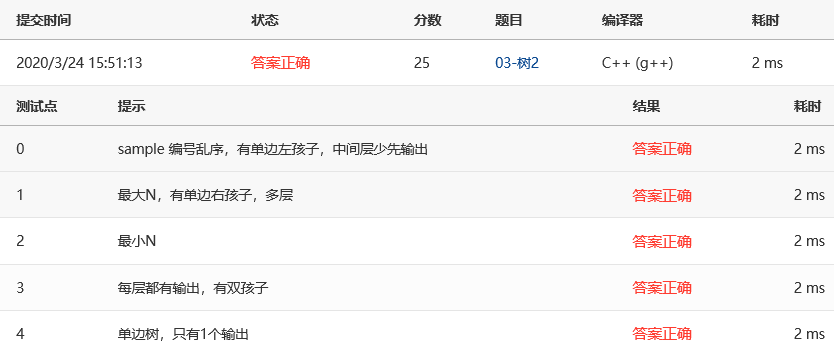 提交时间 状态 分数 题目 编译器 耗时
2020/3/24 15:51:13 答案正确 25 03-树2 C++ (g++) 2 ms
测试点 提示 结果 耗时
0 sample 编号乱序，有单边左孩子，中间层少先输出 答案正确 2 ms
1 最大N，有单边右孩子，多层 答案正确 2 ms
2 最小N 答案正确 2 ms
3 每层都有输出，有双孩子 答案正确 2 ms
4 单边树，只有1个输出 答案正确 2 ms